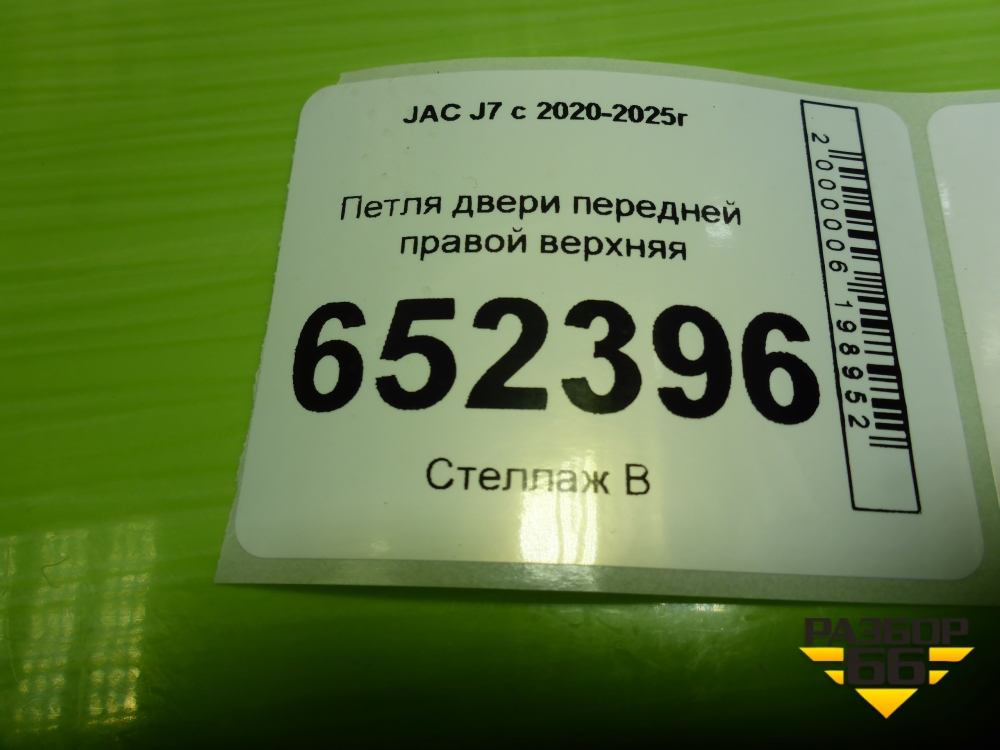 JAC J7 с 2020-2025г
Петля двери передней
правой верхняя
652396
Стеллаж В
2000006198952
РАЗБОР
66